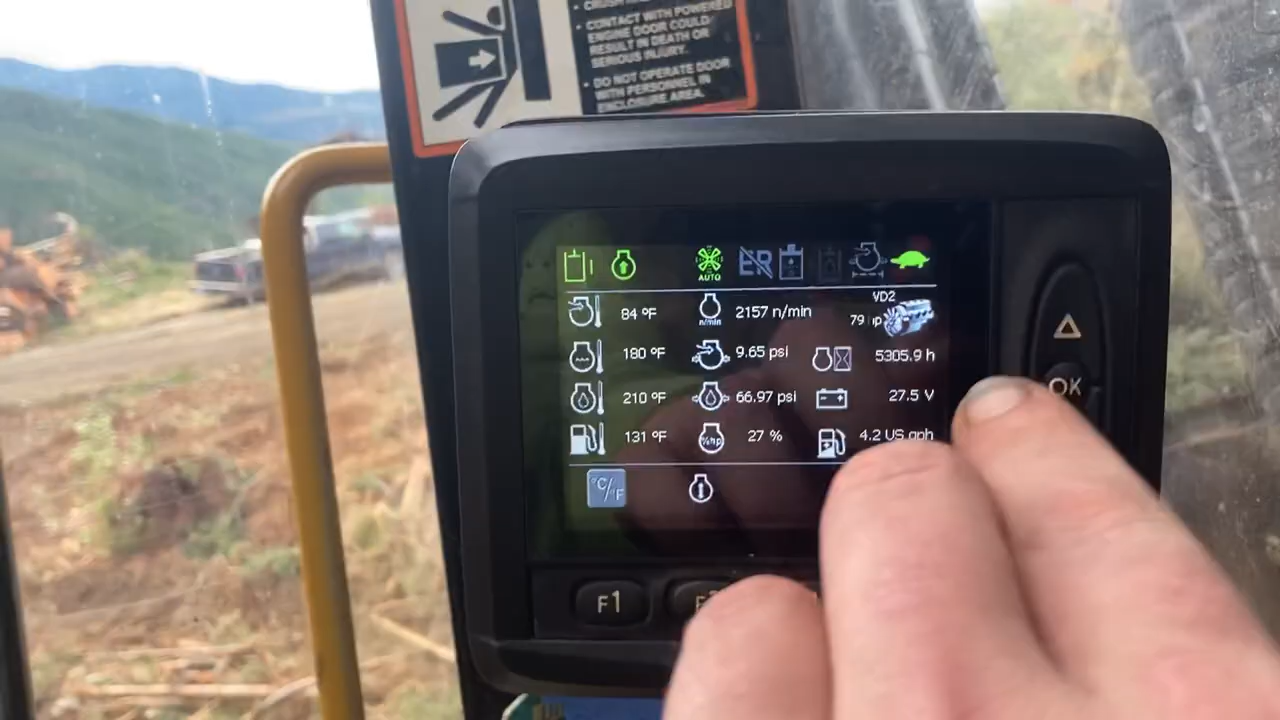 • CONTACT WITH POWERED
ENGINE DOOR COULD
RESULT IN DEATH OR
SERIOUS INJURY.
• DO NOT OPERATE DOOR
WITH PERSONNEL IN
ENCLOSURE AREA.
AUTO
ER
84 °F
n/min
2157 n/min
VD2
79
180 °F
9.65 psi
5305.9 h
210 °F
66.97 psi
27.5 V
131 °F
%hp
27 %
4.2 US gph
°C/°F
OK
F1